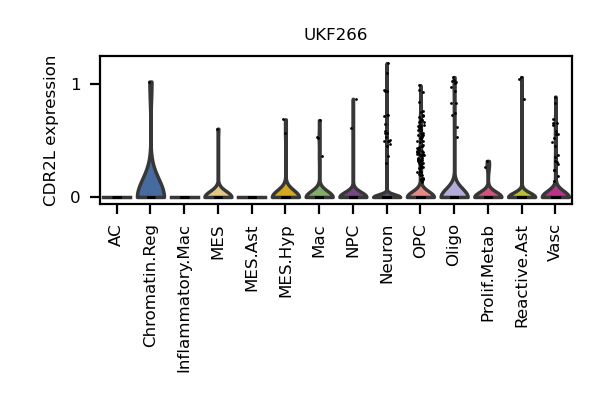 UKF266
CDR2L expression
1
0
AC
Chromatin.Reg
Inflammatory.Mac
MES
MES.Ast
MES.Hyp
Mac
NPC
Neuron
OPC
Oligo
Prolif.Metab
Reactive.Ast
Vasc